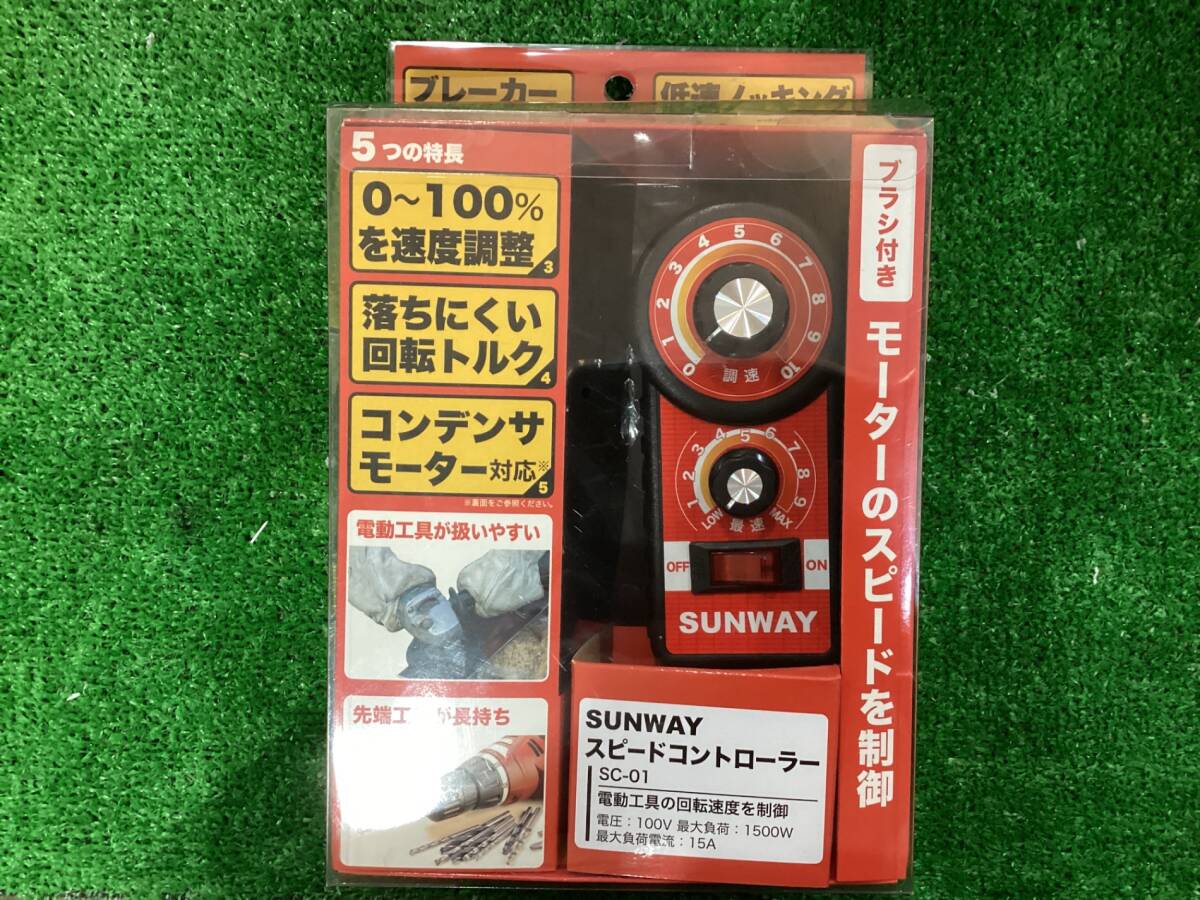 ブレーカー
低速ノッキング
5つの特長
0～100%
を速度調整
3
落ちにくい
回転トルク
4
コンデンサ
モーター対応※
5
※裏面をご参照ください。
電動工具が扱いやすい
先端工 が長持ち
ブラシ付き
モーターのスピードを制御
0 1 2 3 4 5 6 7 8 9 10
調速
1 2 3 4 5 6 7 8 9
LOW 最速 MAX
OFF ON
SUNWAY
SUNWAY
スピードコントローラー
SC-01
電動工具の回転速度を制御
電圧：100V 最大負荷：1500W
最大負荷電流：15A